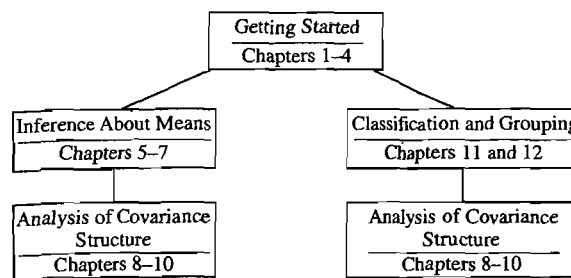 Getting Started
Chapters 1–4
Inference About Means
Chapters 5–7
Classification and Grouping
Chapters 11 and 12
Analysis of Covariance
Structure
Chapters 8–10
Analysis of Covariance
Structure
Chapters 8–10